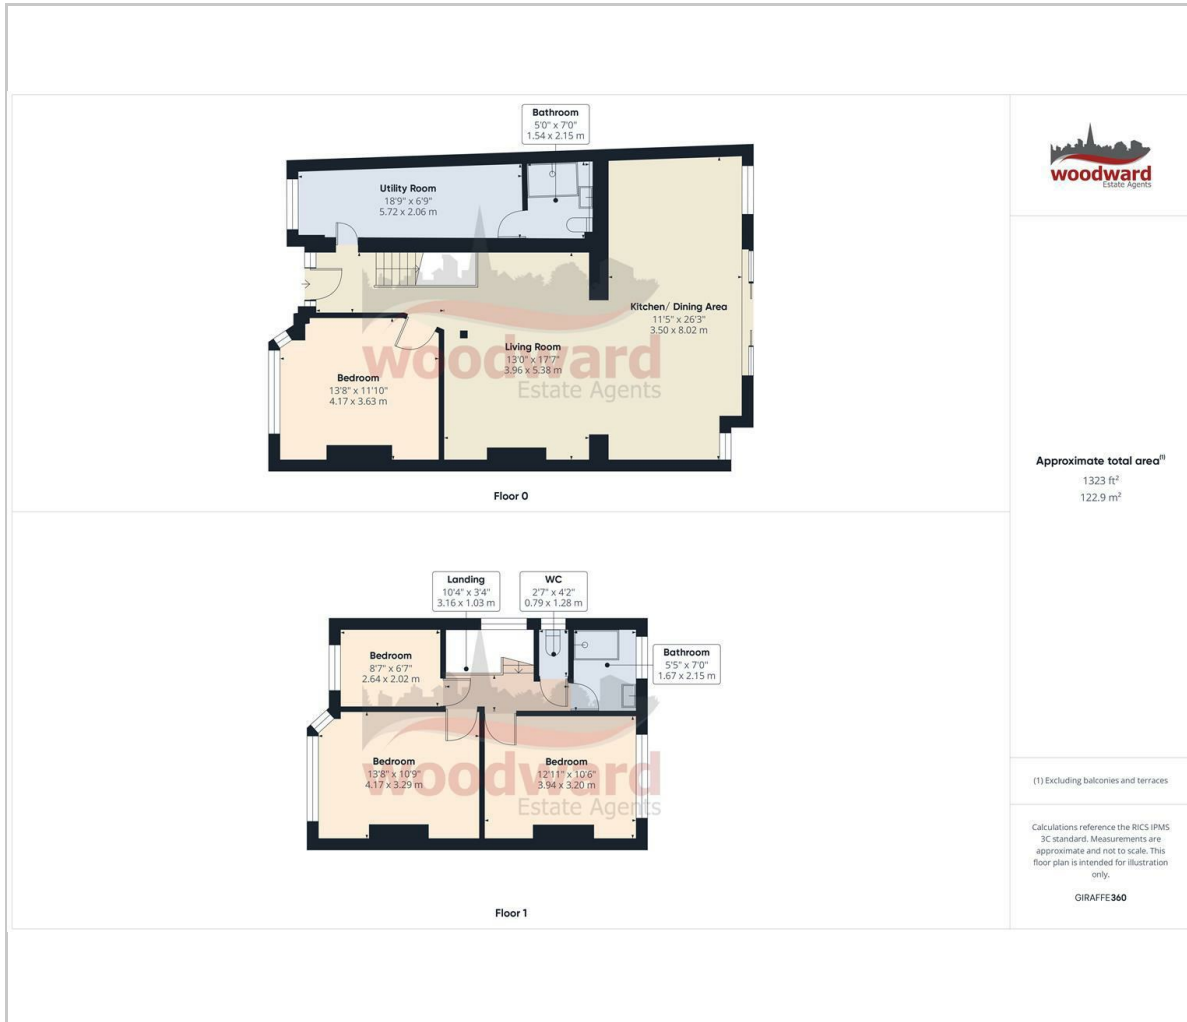 Bathroom
5'0" x 7'0"
1.54 x 2.15 m
Utility Room
18'9" x 6'9"
5.72 x 2.06 m
Kitchen/ Dining Area
11'5" x 26'3"
3.50 x 8.02 m
Living Room
13'0" x 17'7"
3.96 x 5.38 m
Bedroom
13'8" x 11'10"
4.17 x 3.63 m
woodward
Estate Agents
Floor 0
Landing
10'4" x 3'4"
3.16 x 1.03 m
WC
2'7" x 4'2"
0.79 x 1.28 m
Bathroom
5'5" x 7'0"
1.67 x 2.15 m
Bedroom
8'7" x 6'7"
2.64 x 2.02 m
Bedroom
13'8" x 10'9"
4.17 x 3.29 m
Bedroom
12'11" x 10'6"
3.94 x 3.20 m
woodward
Estate Agents
Floor 1
woodward
Estate Agents
Approximate total area(1)
1323 ft²
122.9 m²
(1) Excluding balconies and terraces
Calculations reference the RICS IPMS
3C standard. Measurements are
approximate and not to scale. This
floor plan is intended for illustration
only.
GIRAFFE360